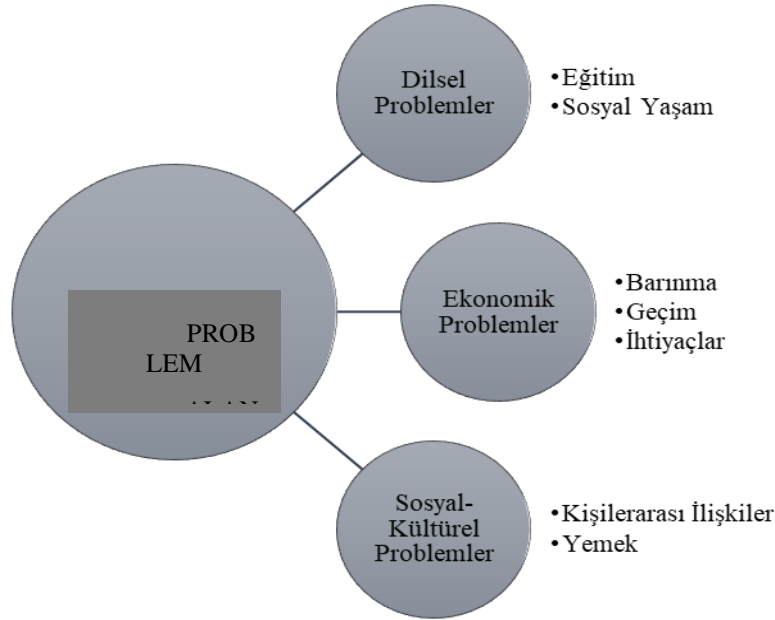 Dilsel
Problemler
•Eğitim
•Sosyal Yaşam
PROB
LEM
Ekonomik
Problemler
•Barınma
•Geçim
•İhtiyaçlar
Sosyal-
Kültürel
Problemler
•Kişilerarası İlişkiler
•Yemek